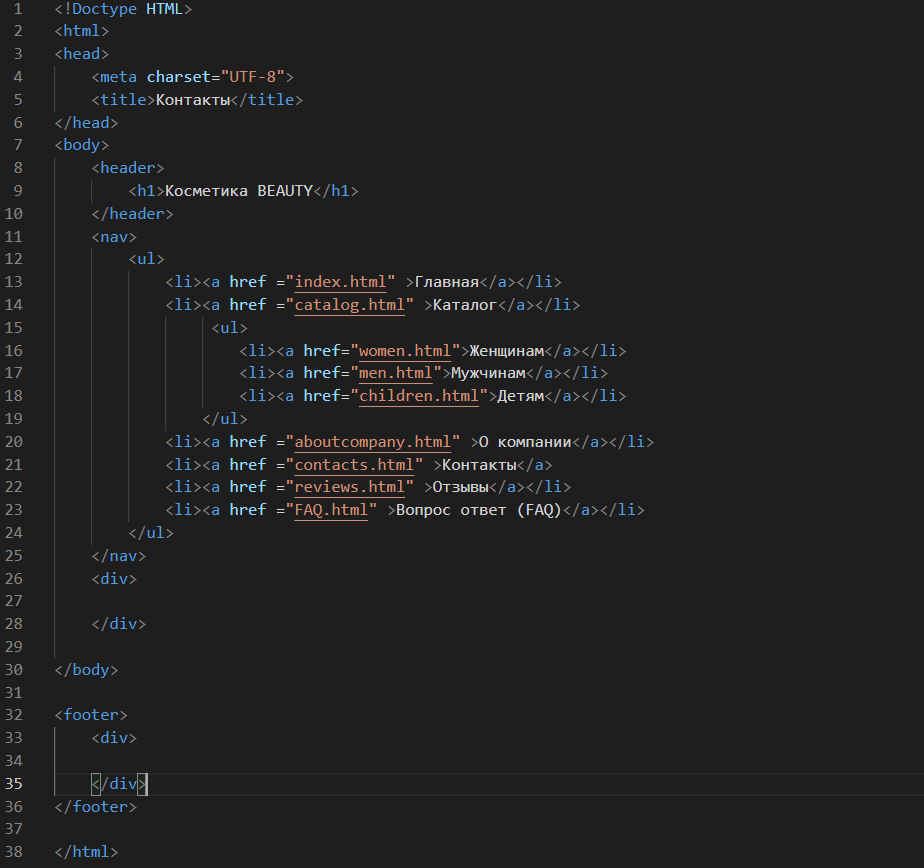 1 <!Doctype HTML>
2 <html>
3 <head>
4     <meta charset="UTF-8">
5     <title>Контакты</title>
6 </head>
7 <body>
8     <header>
9         <h1>Косметика BEAUTY</h1>
10     </header>
11     <nav>
12         <ul>
13             <li><a href ="index.html" >Главная</a></li>
14             <li><a href ="catalog.html" >Каталог</a></li>
15                  <ul>
16                     <li><a href="women.html">Женщинам</a></li>
17                     <li><a href="men.html">Мужчинам</a></li>
18                     <li><a href="children.html">Детям</a></li>
19                 </ul>
20             <li><a href ="aboutcompany.html" >О компании</a></li>
21             <li><a href ="contacts.html" >Контакты</a>
22             <li><a href ="reviews.html" >Отзывы</a></li>
23             <li><a href ="FAQ.html" >Вопрос ответ (FAQ)</a></li>
24         </ul>
25     </nav>
26     <div>
27
28     </div>
29
30 </body>
31
32 <footer>
33     <div>
34
35     </div>
36 </footer>
37
38 </html>